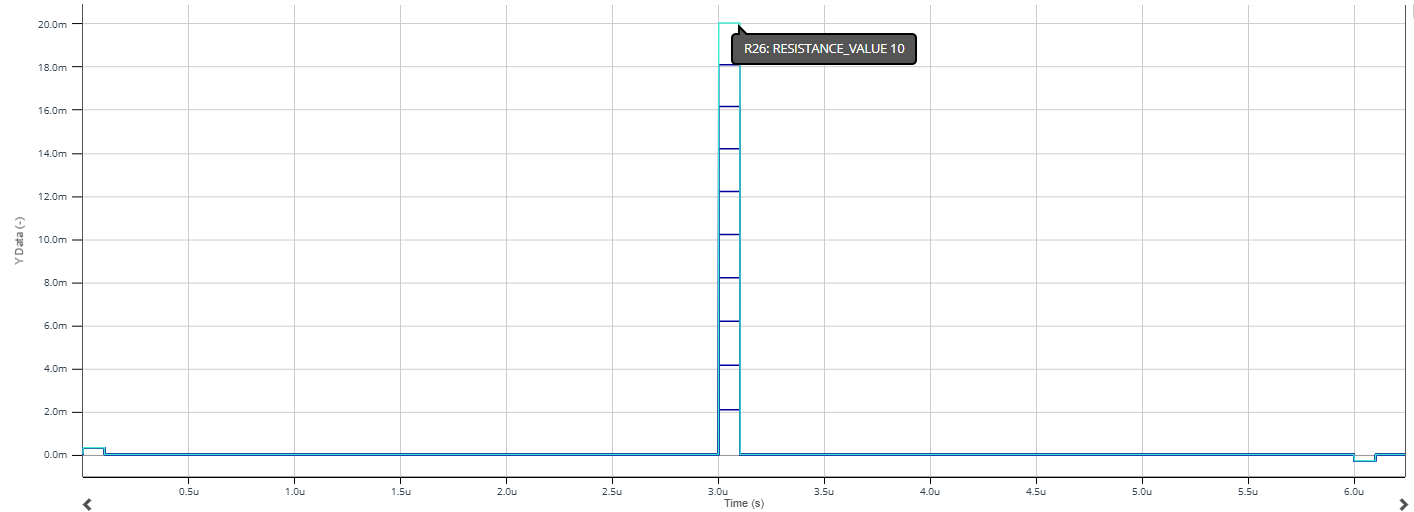 20.0m
R26: RESISTANCE_VALUE 10
18.0m
16.0m
14.0m
12.0m
10.0m
Y Data (-)
8.0m
6.0m
4.0m
2.0m
0.0m
0.5u 1.0u 1.5u 2.0u 2.5u 3.0u 3.5u 4.0u 4.5u 5.0u 5.5u 6.0u
Time (s)